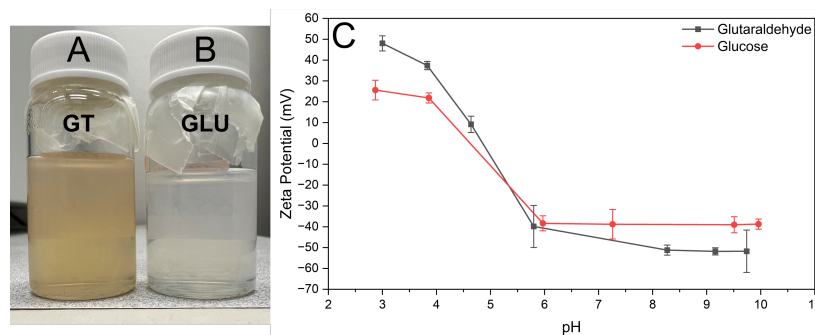 A
B
GT
GLU
C
Glutaraldehyde
Glucose
Zeta Potential (mV)
60
50
40
30
20
10
0
−10
−20
−30
−40
−50
−60
−70
2 3 4 5 6 7 8 9 10 1
pH